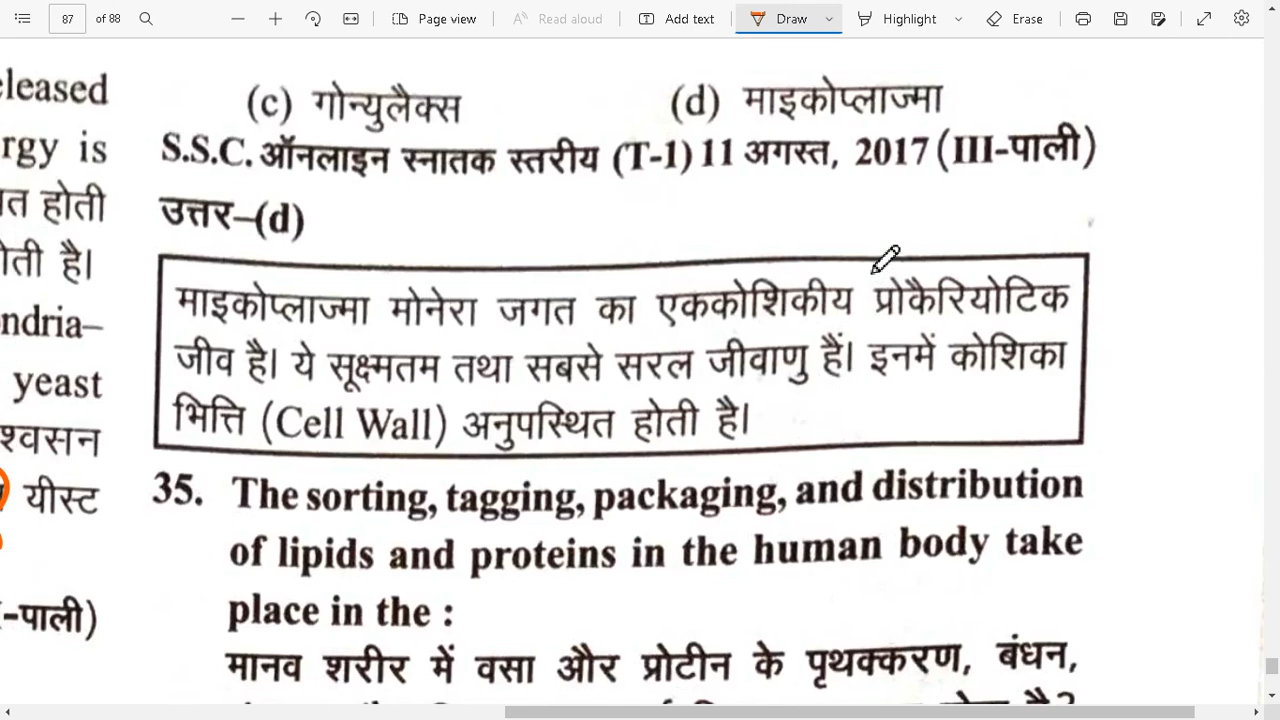 87 of 88 Page view Read aloud Add text Draw Highlight Erase
eleased
rgy is
त होती
ोती है।
ndria–
yeast
श्वसन
यीस्ट
-पाली)
(c) गोन्युलैक्स (d) माइकोप्लाज्मा
S.S.C. ऑनलाइन स्नातक स्तरीय (T-1) 11 अगस्त, 2017 (III-पाली)
उत्तर–(d)
माइकोप्लाज्मा मोनेरा जगत का एककोशिकीय प्रोकैरियोटिक
जीव है। ये सूक्ष्मतम तथा सबसे सरल जीवाणु हैं। इनमें कोशिका
भित्ति (Cell Wall) अनुपस्थित होती है।
35. The sorting, tagging, packaging, and distribution
of lipids and proteins in the human body take
place in the :
मानव शरीर में वसा और प्रोटीन के पृथक्करण, बंधन,